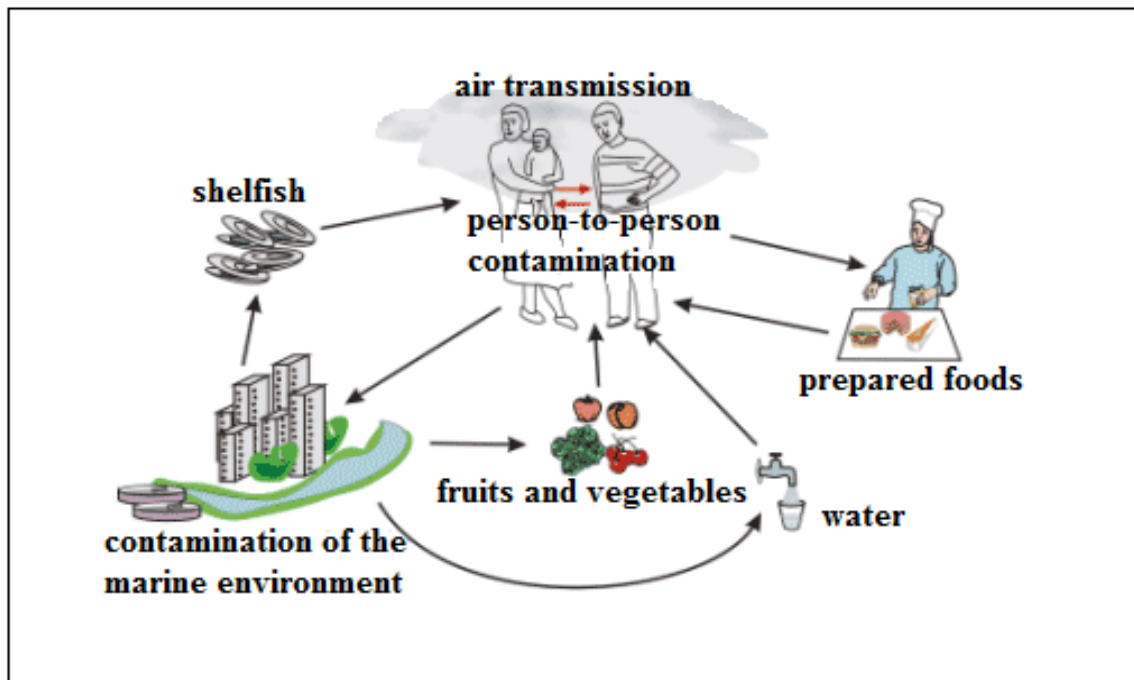 air transmission
shelfish
person-to-person
contamination
prepared foods
fruits and vegetables
water
contamination of the
marine environment